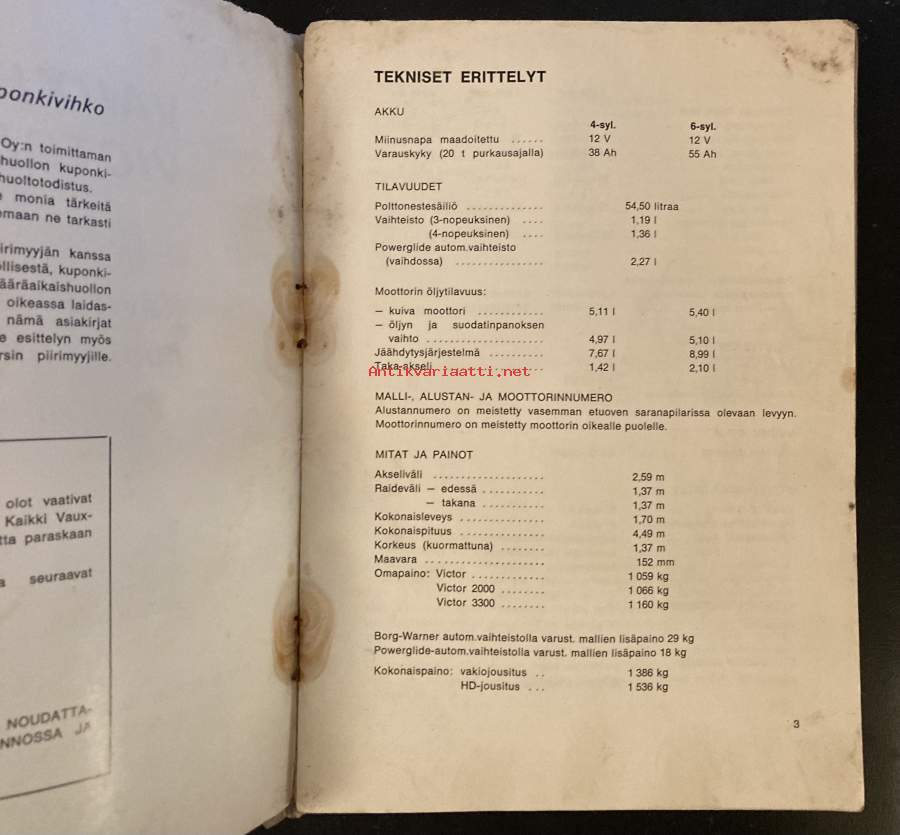 ponkivihko
Oy:n toimittaman
huollon kuponki-
huoltotodistus.
monia tärkeitä
emaan ne tarkasti
irimyyjän kanssa
ollisesta, kuponki-
ääräaikaishuollon
oikeassa laidas-
nämä asiakirjat
e esittelyn myös
rsin piirimyyjille.
olot vaativat
Kaikki Vaux-
tta paraskaan
a seuraavat
NOUDATTA-
NNOSSA JA
TEKNISET ERITTELYT
AKKU
4-syl. 6-syl.
Miinusnapa maadoitettu ...... 12 V 12 V
Varauskyky (20 t purkausajalla) 38 Ah 55 Ah
TILAVUUDET
Polttonestesäiliö .............. 54,50 litraa
Vaihteisto (3-nopeuksinen) .... 1,19 l
(4-nopeuksinen) .... 1,36 l
Powerglide autom.vaihteisto
(vaihdossa) ................ 2,27 l
Moottorin öljytilavuus:
— kuiva moottori ............ 5,11 l 5,40 l
— öljyn ja suodatinpanoksen
vaihto ..................... 4,97 l 5,10 l
Jäähdytysjärjestelmä .......... 7,67 l 8,99 l
Taka-akseli .................. 1,42 l 2,10 l
Antikvariaatti.net
MALLI-, ALUSTAN- JA MOOTTORINNUMERO
Alustannumero on meistetty vasemman etuoven saranapilarissa olevaan levyyn.
Moottorinnumero on meistetty moottorin oikealle puolelle.
MITAT JA PAINOT
Akseliväli .................... 2,59 m
Raideväli — edessä ........... 1,37 m
— takana ........... 1,37 m
Kokonaisleveys ............... 1,70 m
Kokonaispituus ............... 4,49 m
Korkeus (kuormattuna) ........ 1,37 m
Maavara ...................... 152 mm
Omapaino: Victor ............. 1 059 kg
Victor 2000 ........ 1 066 kg
Victor 3300 ........ 1 160 kg
Borg-Warner autom.vaihteistolla varust. mallien lisäpaino 29 kg
Powerglide-autom.vaihteistolla varust. mallien lisäpaino 18 kg
Kokonaispaino: vakiojousitus .. 1 386 kg
HD-jousitus ... 1 536 kg
3